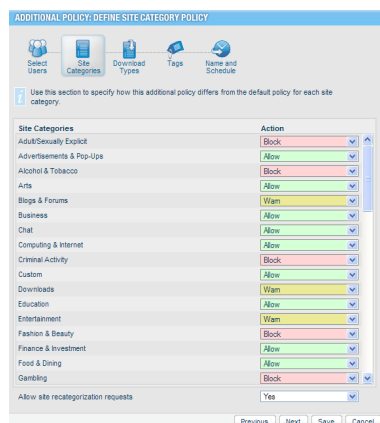 ADDITIONAL POLICY: DEFINE SITE CATEGORY POLICY
Select Users
Site Categories
Download Types
Tags
Name and Schedule
Use this section to specify how this additional policy differs from the default policy for each site
category.
Site Categories Action
Adult/Sexually Explicit Block
Advertisements & Pop-Ups Allow
Alcohol & Tobacco Block
Arts Allow
Blogs & Forums Warn
Business Allow
Chat Allow
Computing & Internet Allow
Criminal Activity Block
Custom Allow
Downloads Warn
Education Allow
Entertainment Warn
Fashion & Beauty Block
Finance & Investment Allow
Food & Dining Allow
Gambling Block
Allow site recategorization requests Yes
Previous Next Save Cancel